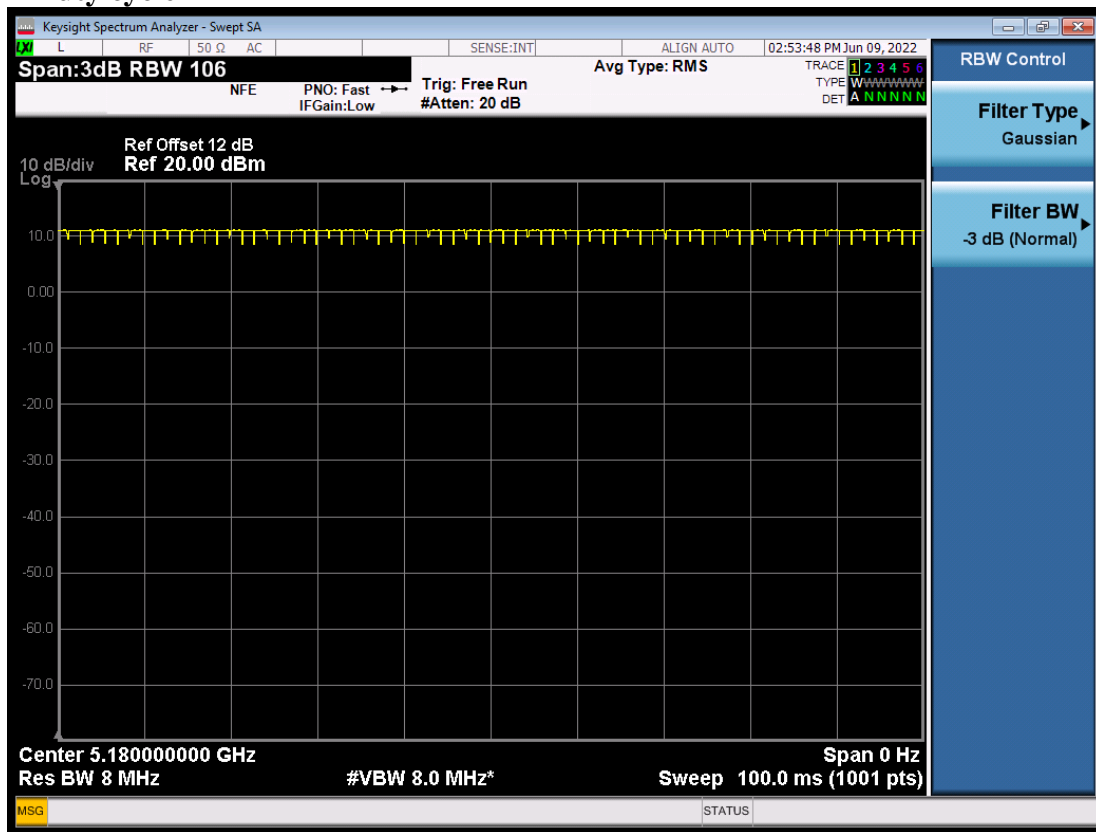 Keysight Spectrum Analyzer - Swept SA
LXI L RF 50 Ω AC SENSE:INT ALIGN AUTO 02:53:48 PM Jun 09, 2022
Span:3dB RBW 106
NFE
PNO: Fast
IFGain:Low
Trig: Free Run
#Atten: 20 dB
Avg Type: RMS
TRACE 1 2 3 4 5 6
TYPE WWWWWW
DET A N N N N N
RBW Control
Filter Type
Gaussian
Filter BW
-3 dB (Normal)
Ref Offset 12 dB
10 dB/div Ref 20.00 dBm
Log
10.0
0.00
-10.0
-20.0
-30.0
-40.0
-50.0
-60.0
-70.0
Center 5.180000000 GHz Span 0 Hz
Res BW 8 MHz #VBW 8.0 MHz* Sweep 100.0 ms (1001 pts)
MSG STATUS